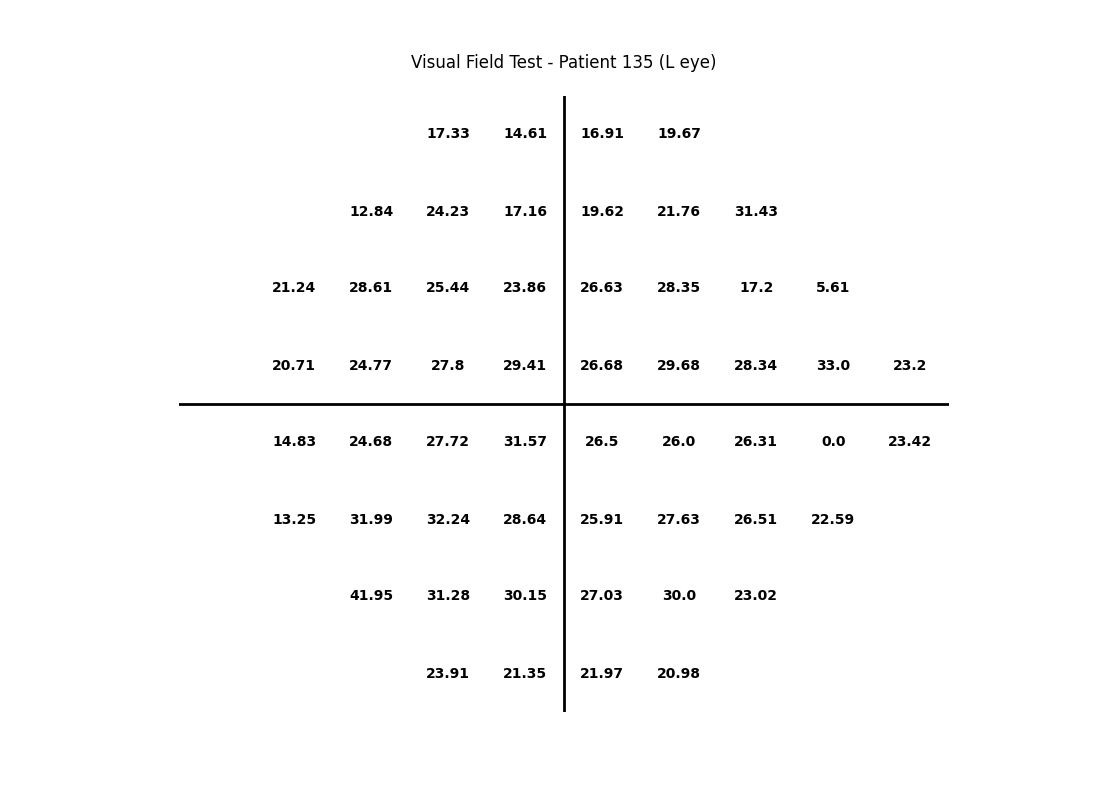 Visual Field Test - Patient 135 (L eye)
17.33 14.61 16.91 19.67
12.84 24.23 17.16 19.62 21.76 31.43
21.24 28.61 25.44 23.86 26.63 28.35 17.2 5.61
20.71 24.77 27.8 29.41 26.68 29.68 28.34 33.0 23.2
14.83 24.68 27.72 31.57 26.5 26.0 26.31 0.0 23.42
13.25 31.99 32.24 28.64 25.91 27.63 26.51 22.59
41.95 31.28 30.15 27.03 30.0 23.02
23.91 21.35 21.97 20.98